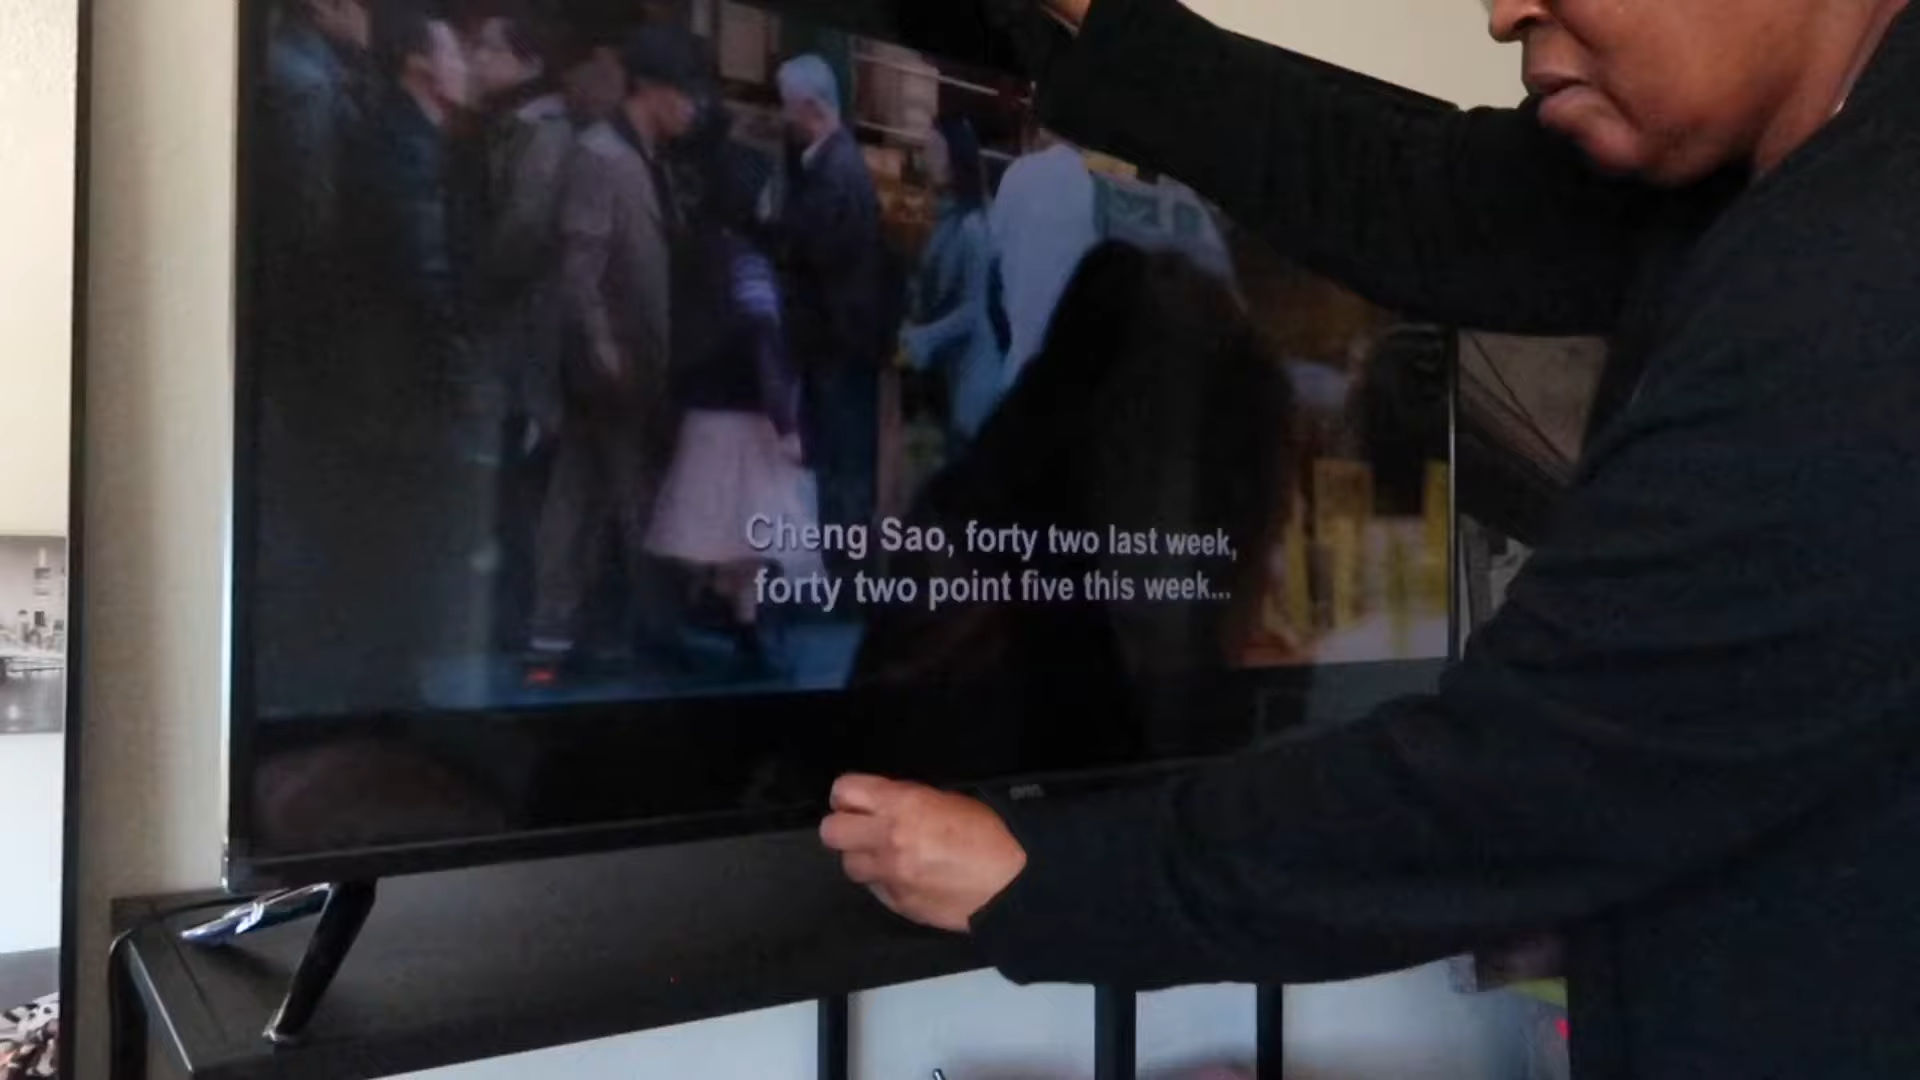 Cheng Sao, forty two last week,
forty two point five this week...